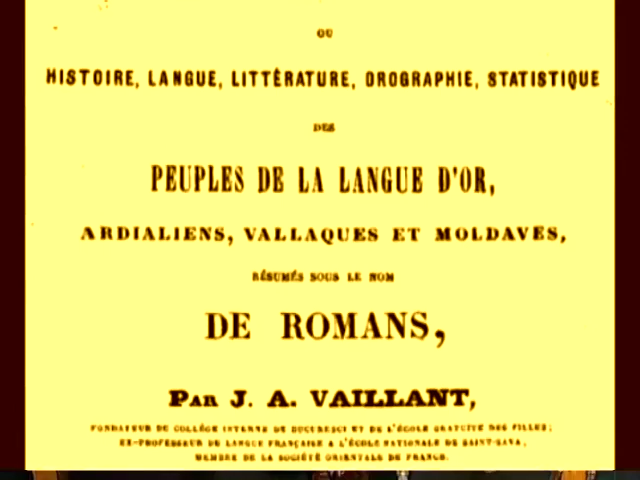 OU
HISTOIRE, LANGUE, LITTÉRATURE, OROGRAPHIE, STATISTIQUE
DES
PEUPLES DE LA LANGUE D'OR,
ARDIALIENS, VALLAQUES ET MOLDAVES,
RÉSUMÉS SOUS LE NOM
DE ROMANS,
PAR J. A. VAILLANT,
FONDATEUR DU COLLÉGE INTERNE DE BUCURESCI ET DE L'ÉCOLE GRATUITE DES FILLES;
EX-PROFESSEUR DE LANGUE FRANÇAISE A L'ÉCOLE NATIONALE DE SAINT-SAVA,
MEMBRE DE LA SOCIÉTÉ ORIENTALE DE FRANCE.